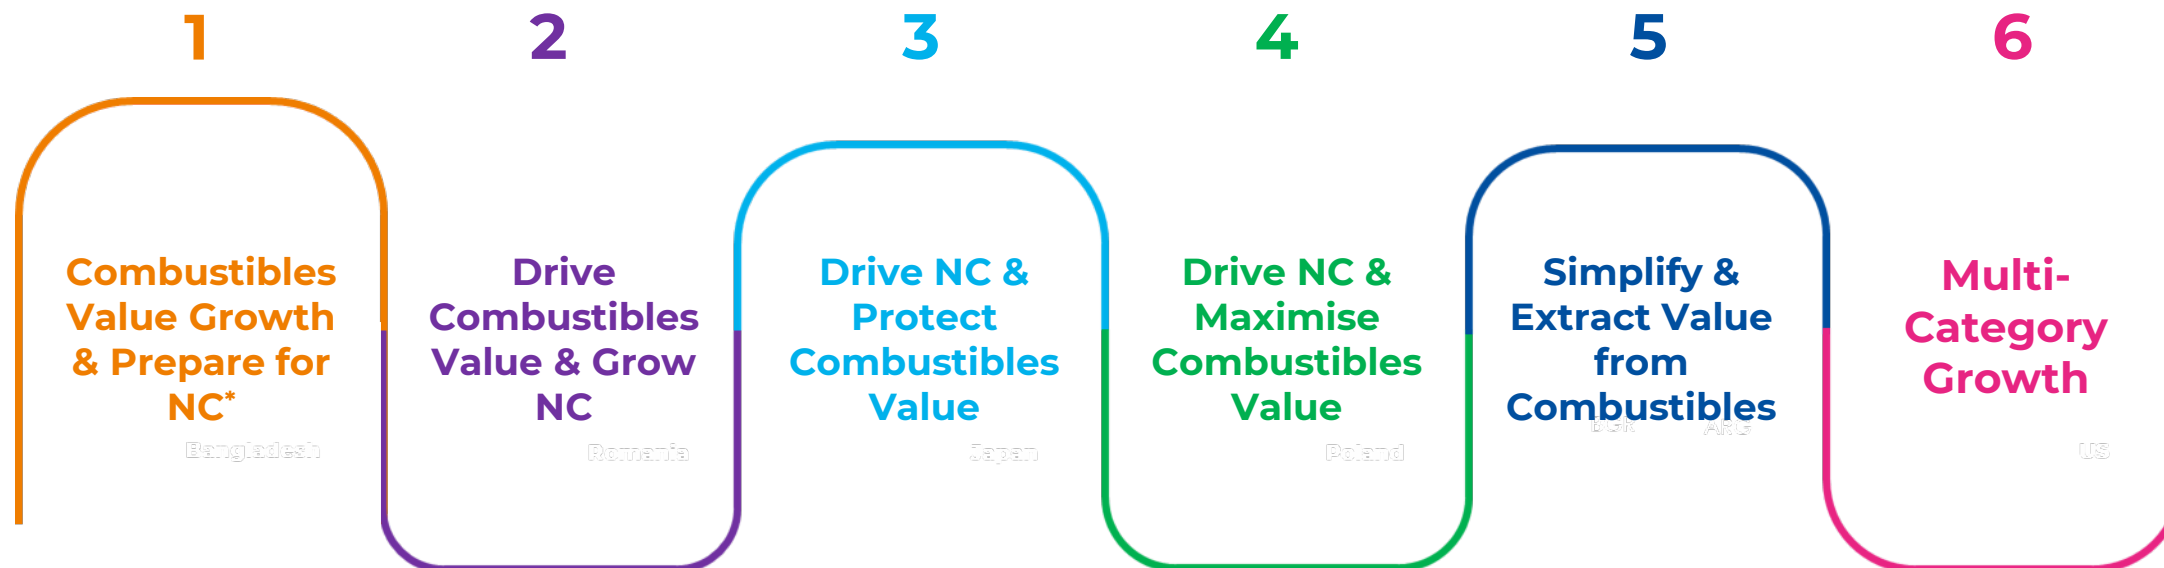 1
Combustibles
Value Growth
& Prepare for
NC*
Bangladesh
2
Drive
Combustibles
Value & Grow
NC
Romania
3
Drive NC &
Protect
Combustibles
Value
Japan
4
Drive NC &
Maximise
Combustibles
Value
Poland
5
Simplify &
Extract Value
from
Combustibles
BGR ARG
6
Multi-
Category
Growth
US